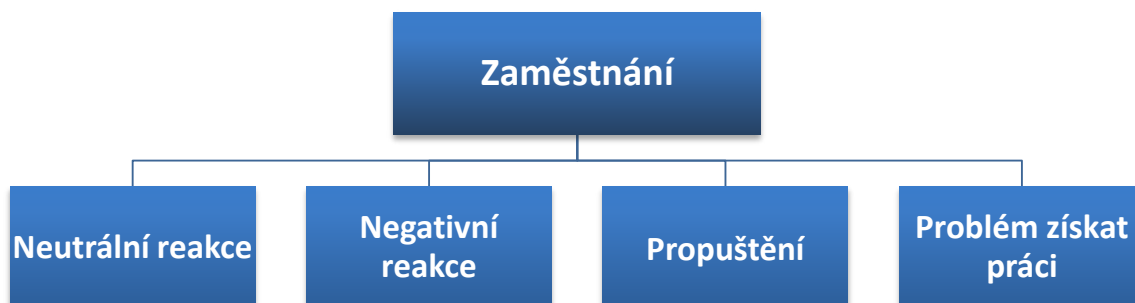 Zaměstnání
Neutrální reakce
Negativní
reakce
Propuštění
Problém získat
práci